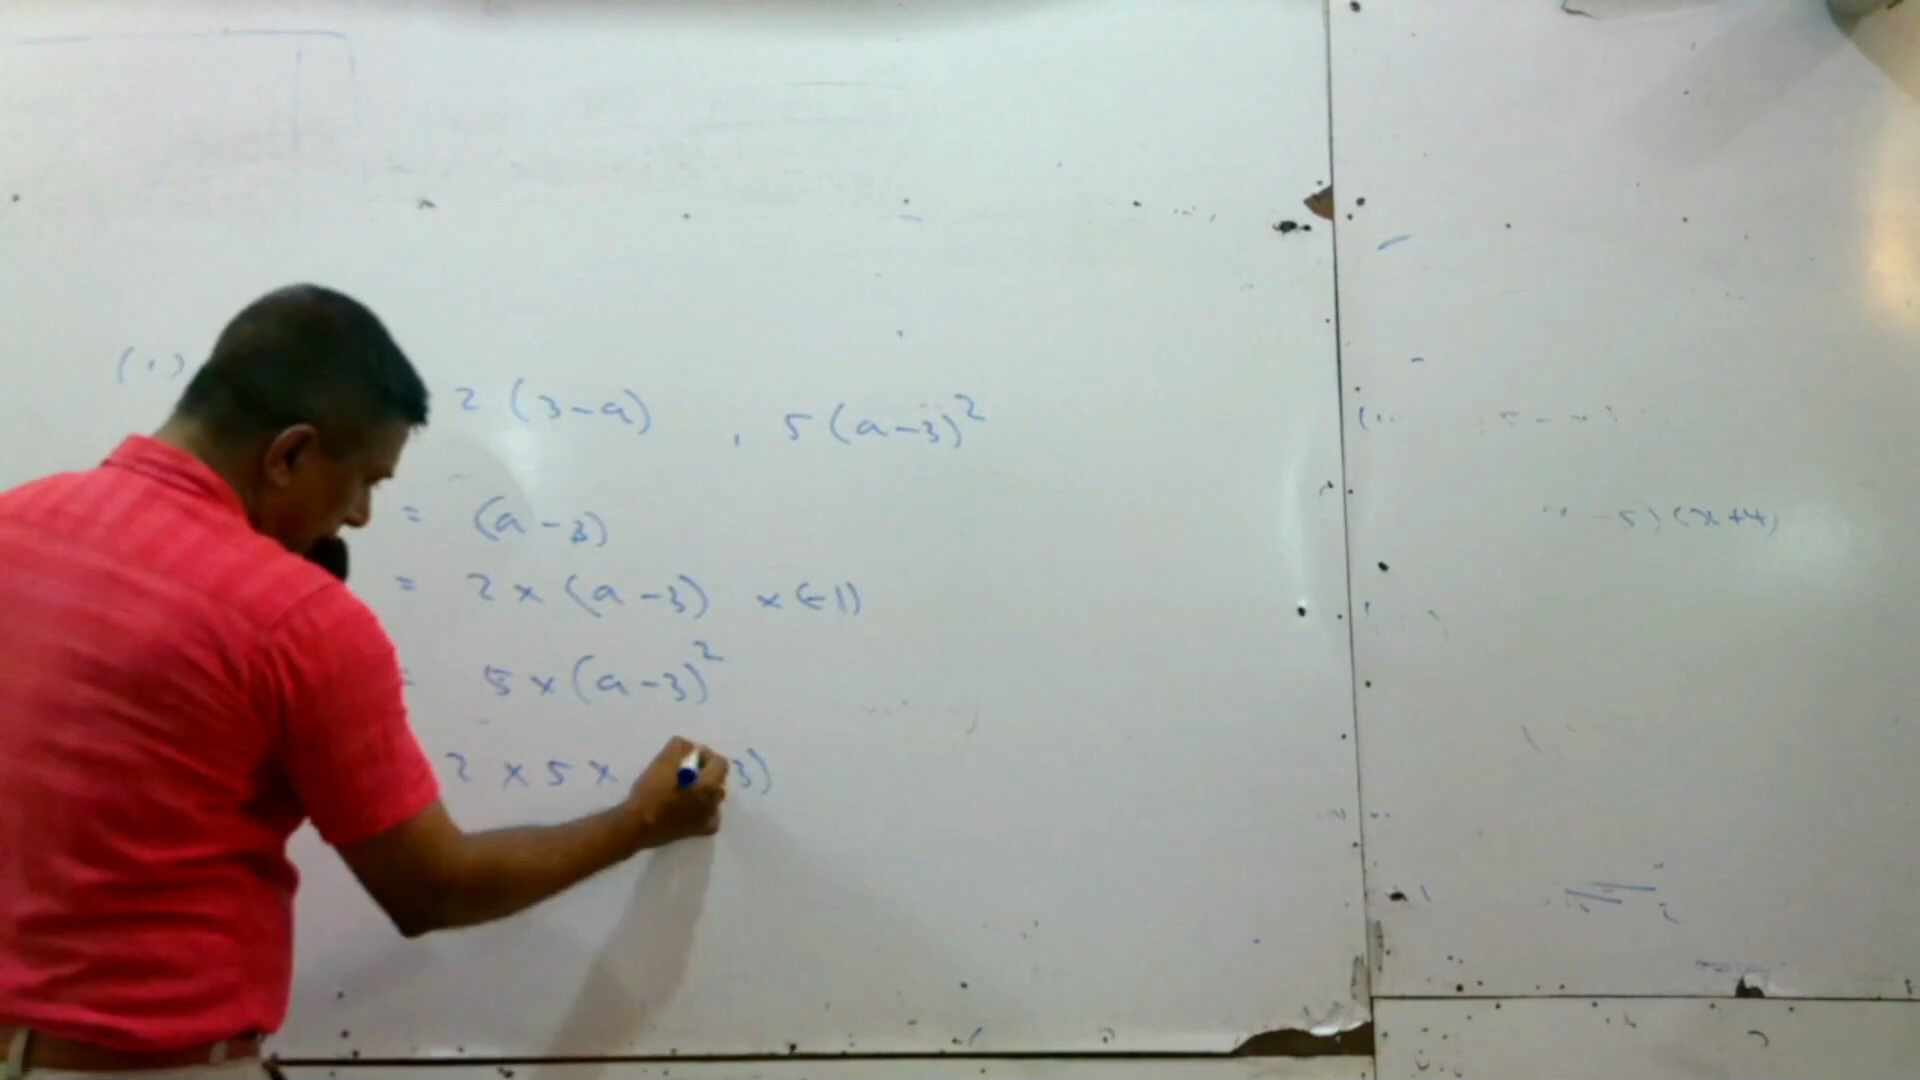 2 (3-a) , 5 (a-3)²
= (a-3)
= 2 × (a-3) × (-1)
= 5 × (a-3)²
2 × 5 × 3)
-5) (x+4)